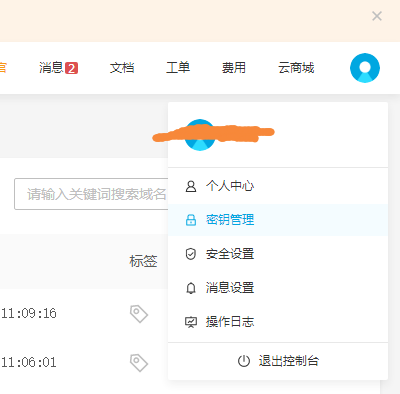 消息 2 文档 工单 费用 云商城
个人中心
请输入关键词搜索域名
密钥管理
安全设置
标签
消息设置
11:09:16
操作日志
11:06:01
退出控制台